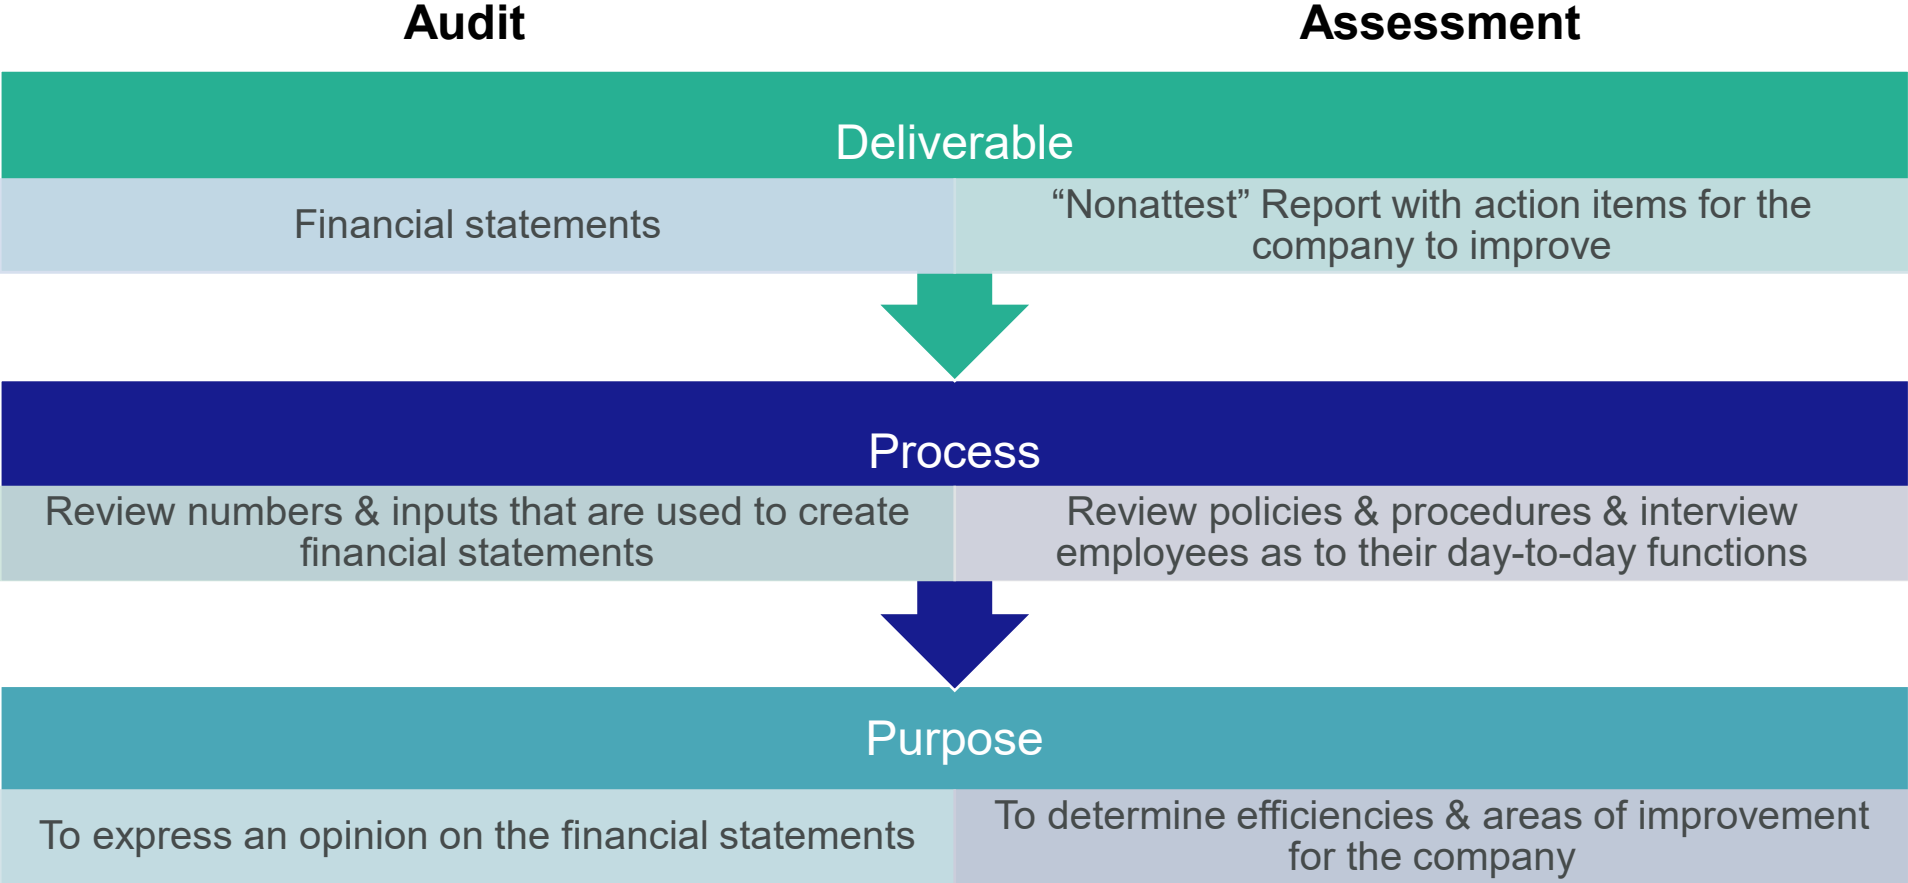 Audit
Assessment
Deliverable
Financial statements
“Nonattest” Report with action items for the
company to improve
Process
Review numbers & inputs that are used to create
financial statements
Review policies & procedures & interview
employees as to their day-to-day functions
Purpose
To express an opinion on the financial statements
To determine efficiencies & areas of improvement
for the company